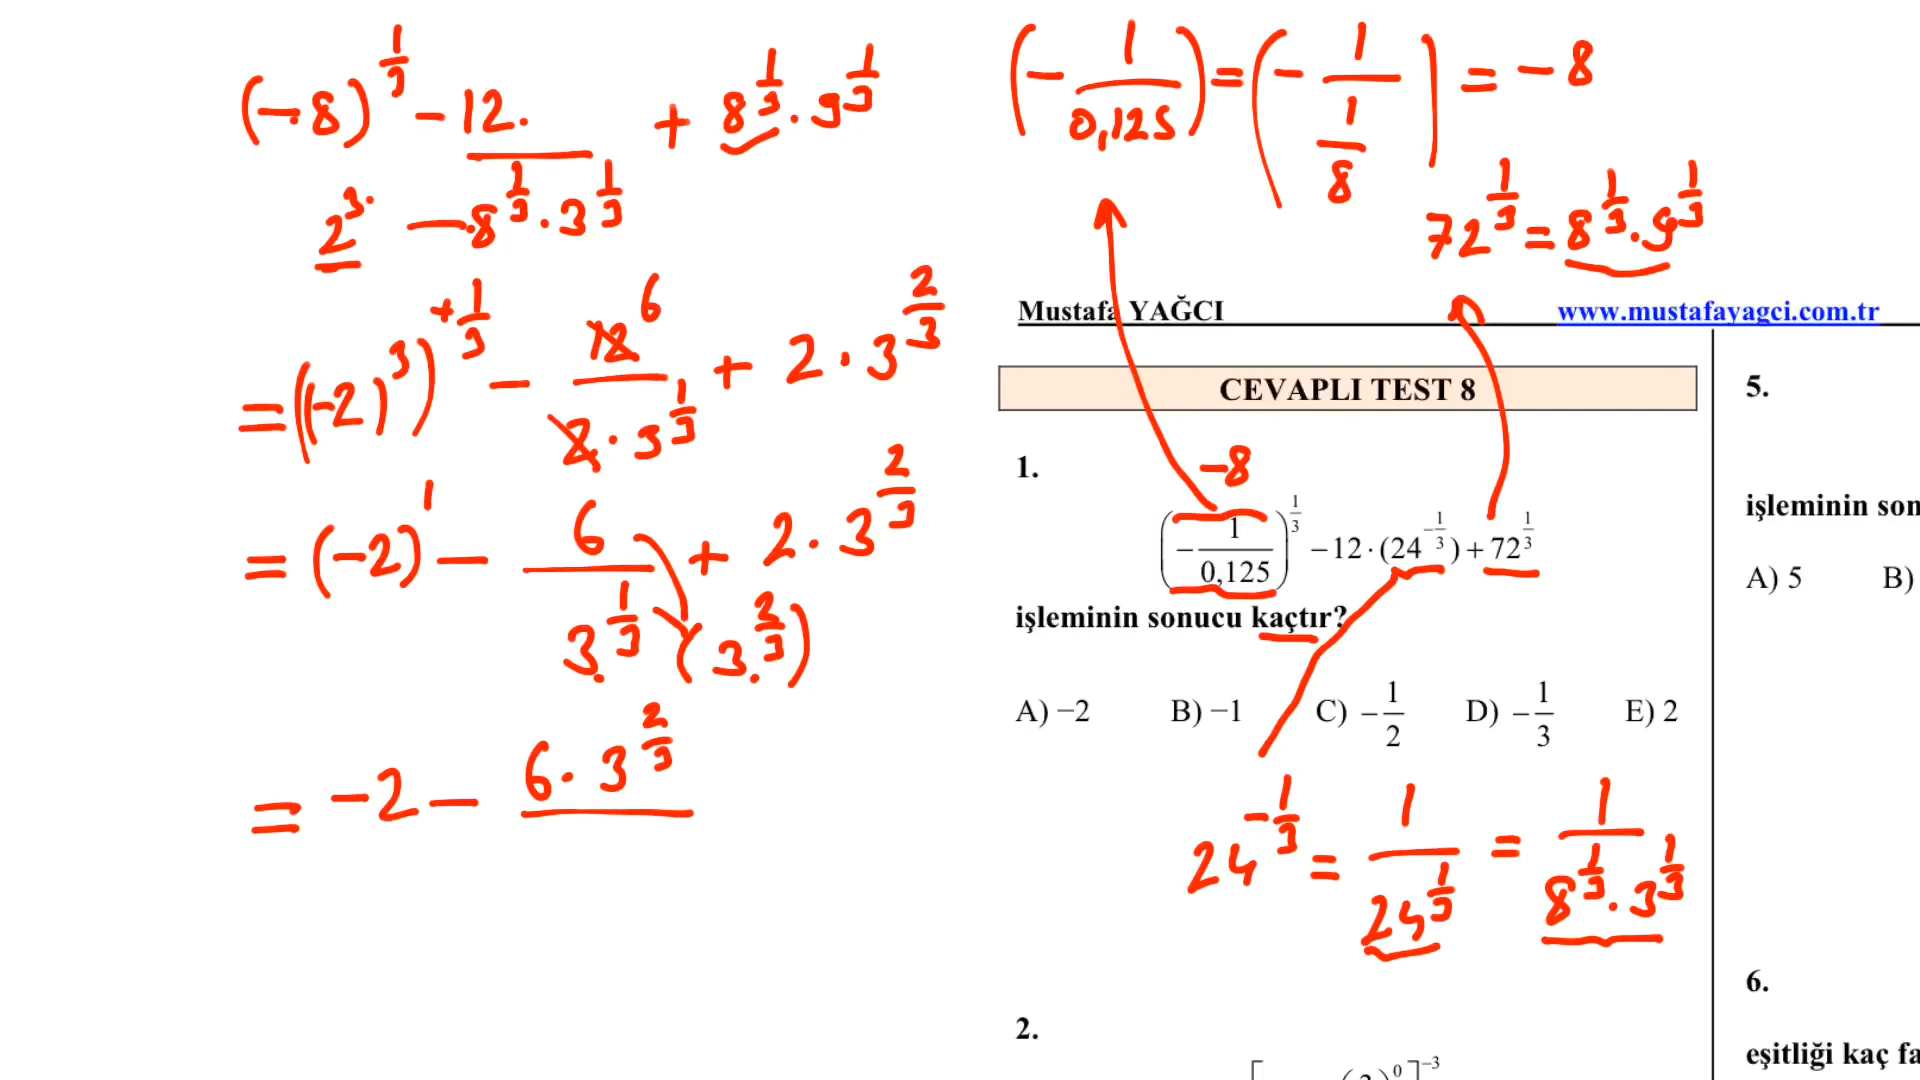 (-8)^{1/3} - 12. ――― + 8^{1/3} . 9^{1/3}
2^{3.} - 8^{1/3} . 3^{1/3}
= ((-2)^3)^{+1/3} - 12 6 / 2 . 3^{1/3} + 2 . 3^{2/3}
= (-2)^1 - 6 / 3^{1/3} + 2 . 3^{2/3}
(3^{2/3})
= -2 - 6 . 3^{2/3}
(- 1/0,125) = (- 1/(1/8)) = -8
72^{1/3} = 8^{1/3} . 9^{1/3}
Mustafa YAĞCI www.mustafayagci.com.tr
CEVAPLI TEST 8
1.
-8
(- 1/0,125)^{1/3} − 12 · (24^{-1/3}) + 72^{1/3}
işleminin sonucu kaçtır?
A) −2 B) −1 C) −1/2 D) −1/3 E) 2
24^{-1/3} = 1/24^{1/3} = 1/(8^{1/3} . 3^{1/3})
2.
0 ]^{-3}
5.
işleminin son
A) 5 B)
6.
eşitliği kaç fa